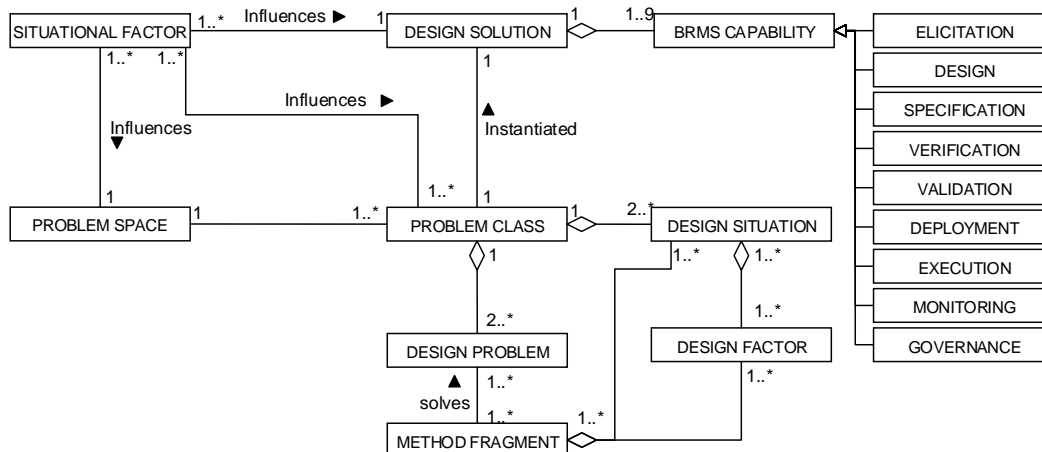 1..* Influences 1 1 1..9
SITUATIONAL FACTOR DESIGN SOLUTION BRMS CAPABILITY ELICITATION
1..* 1..* 1
DESIGN
Influences SPECIFICATION
Influences Instantiated
VERIFICATION
1 1..* 1 VALIDATION
PROBLEM SPACE 1 1..* PROBLEM CLASS 1 2..* DESIGN SITUATION DEPLOYMENT
1 1..* 1..*
EXECUTION
2..* 1..* MONITORING
DESIGN PROBLEM DESIGN FACTOR GOVERNANCE
1..* 1..*
solves
1..* 1..*
METHOD FRAGMENT